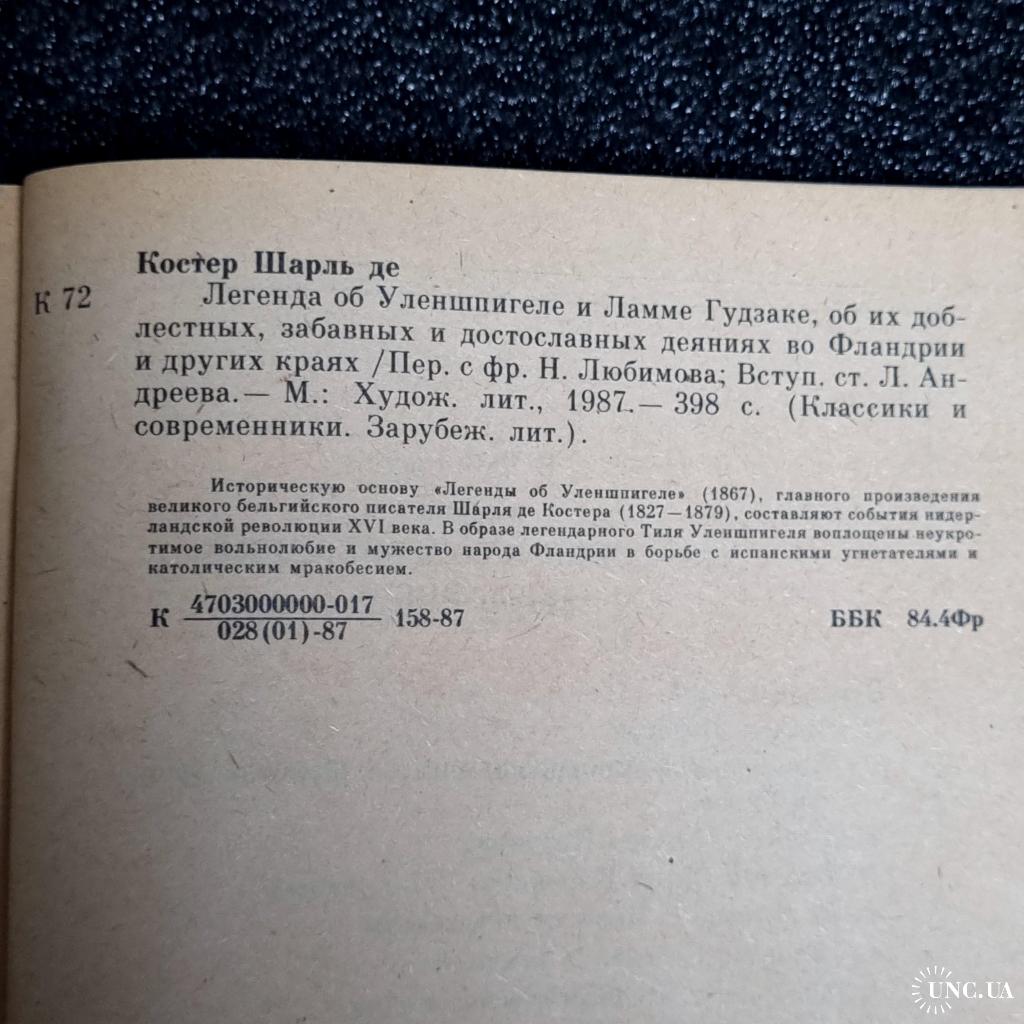 Костер Шарль де
К 72
Легенда об Уленшпигеле и Ламме Гудзаке, об их доб-
лестных, забавных и достославных деяниях во Фландрии
и других краях /Пер. с фр. Н. Любимова; Вступ. ст. Л. Ан-
дреева.— М.: Худож. лит., 1987.— 398 с. (Классики и
современники. Зарубеж. лит.).
Историческую основу «Легенды об Уленшпигеле» (1867), главного произведения
великого бельгийского писателя Шарля де Костера (1827—1879), составляют события нидер-
ландской революции XVI века. В образе легендарного Тиля Уленшпигеля воплощены неукро-
тимое вольнолюбие и мужество народа Фландрии в борьбе с испанскими угнетателями и
католическим мракобесием.
К 4703000000-017 158-87
028(01)-87
ББК 84.4Фр
UNC.UA